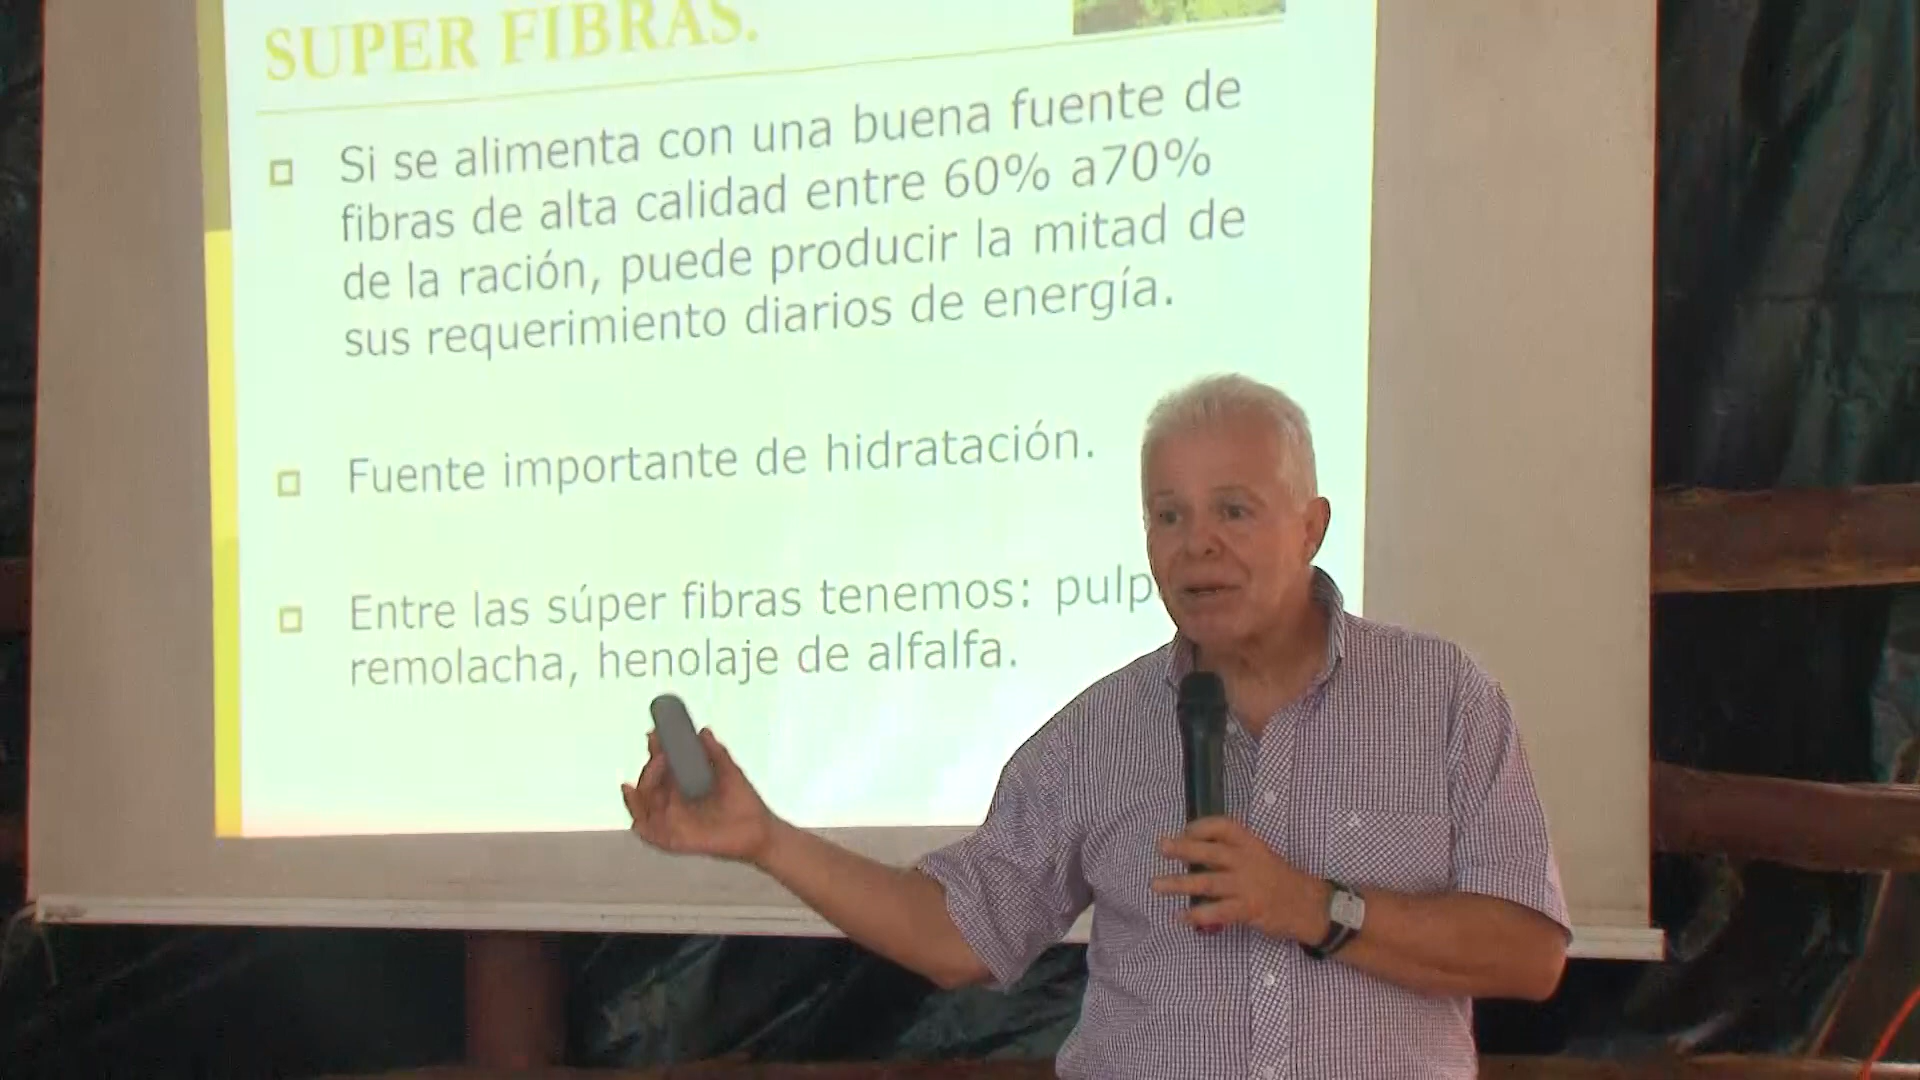 SUPER FIBRAS.
Si se alimenta con una buena fuente de
fibras de alta calidad entre 60% a70%
de la ración, puede producir la mitad de
sus requerimiento diarios de energía.
Fuente importante de hidratación.
Entre las súper fibras tenemos:
remolacha, henolaje de alfalfa.